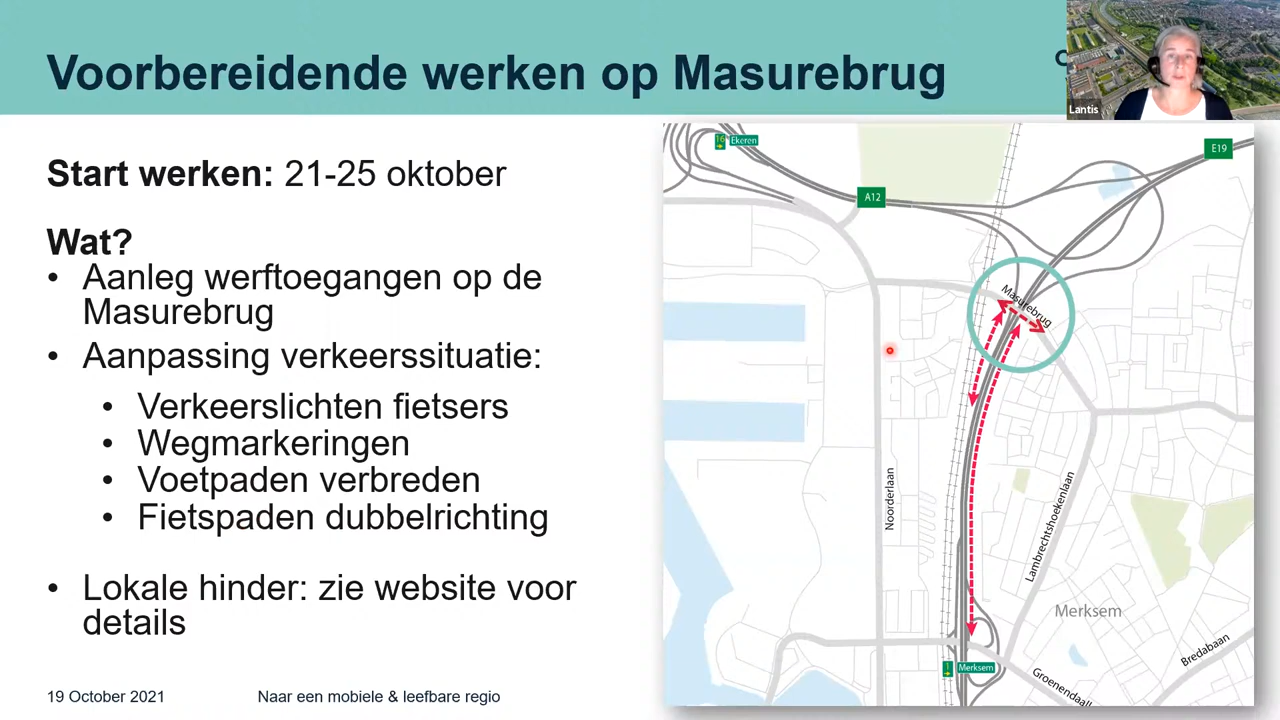 Voorbereidende werken op Masurebrug
Lantis
Start werken: 21-25 oktober
Wat?
• Aanleg werftoegangen op de
Masurebrug
• Aanpassing verkeerssituatie:
• Verkeerslichten fietsers
• Wegmarkeringen
• Voetpaden verbreden
• Fietspaden dubbelrichting
• Lokale hinder: zie website voor
details
16 Ekeren
E19
A12
Masurebrug
Noorderlaan
Lambrechtshoekenlaan
Merksem
Bredabaan
1 Merksem
Groenendaall
19 October 2021
Naar een mobiele & leefbare regio